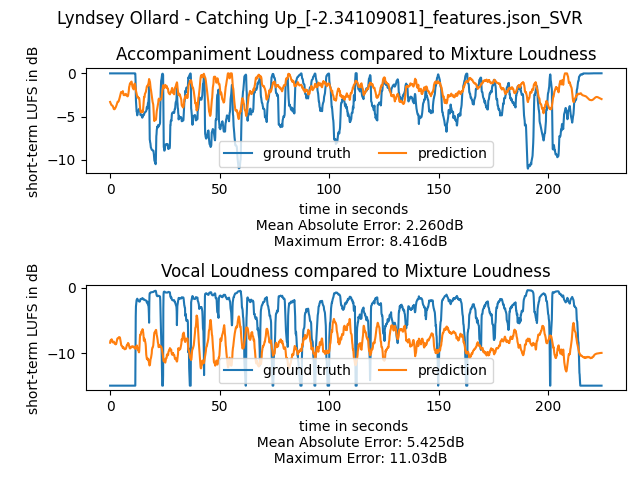 Lyndsey Ollard - Catching Up_[-2.34109081]_features.json_SVR
Accompaniment Loudness compared to Mixture Loudness
short-term LUFS in dB
0
−5
−10
ground truth
prediction
0
50
100
150
200
time in seconds
Mean Absolute Error: 2.260dB
Maximum Error: 8.416dB
Vocal Loudness compared to Mixture Loudness
short-term LUFS in dB
0
−10
ground truth
prediction
0
50
100
150
200
time in seconds
Mean Absolute Error: 5.425dB
Maximum Error: 11.03dB